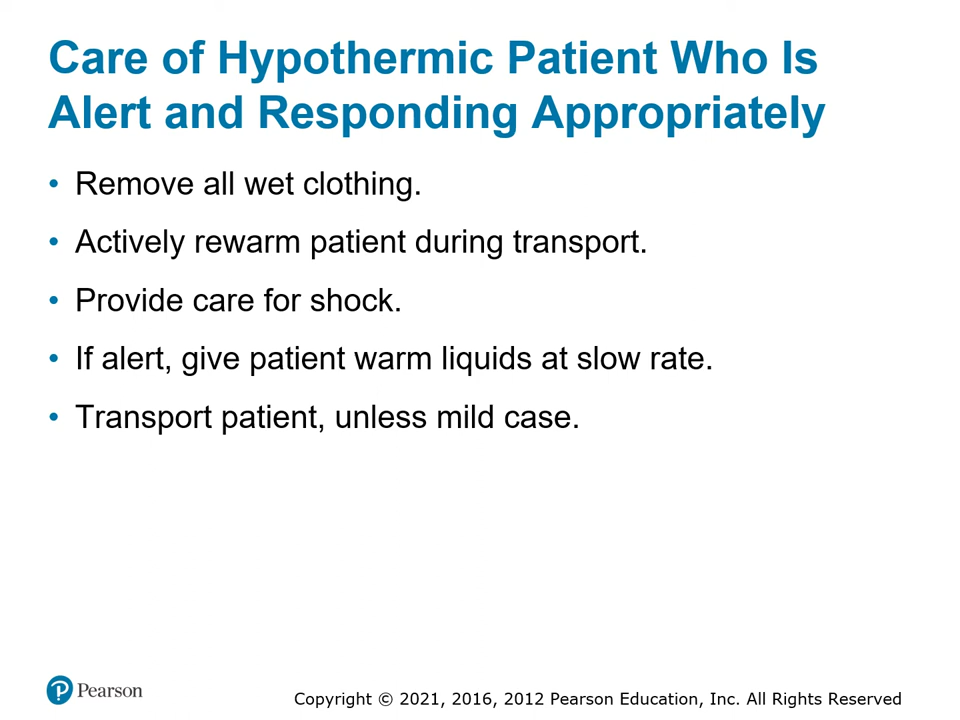 Care of Hypothermic Patient Who Is
Alert and Responding Appropriately
• Remove all wet clothing.
• Actively rewarm patient during transport.
• Provide care for shock.
• If alert, give patient warm liquids at slow rate.
• Transport patient, unless mild case.
Pearson
Copyright © 2021, 2016, 2012 Pearson Education, Inc. All Rights Reserved